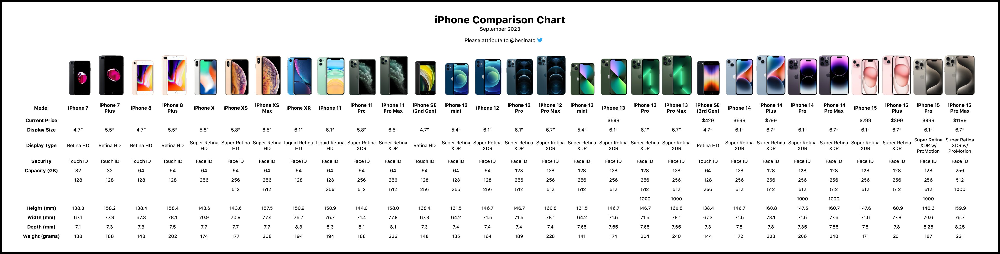 iPhone Comparison Chart
September 2023
Please attribute to @beninato
Model iPhone 7 iPhone 7 Plus iPhone 8 iPhone 8 Plus iPhone X iPhone XS iPhone XS Max iPhone XR iPhone 11 iPhone 11 Pro iPhone 11 Pro Max iPhone SE (2nd Gen) iPhone 12 mini iPhone 12 iPhone 12 Pro iPhone 12 Pro Max iPhone 13 mini iPhone 13 iPhone 13 Pro iPhone 13 Pro Max iPhone SE (3rd Gen) iPhone 14 iPhone 14 Plus iPhone 14 Pro iPhone 14 Pro Max iPhone 15 iPhone 15 Plus iPhone 15 Pro iPhone 15 Pro Max
Current Price $599 $429 $699 $799 $799 $899 $999 $1199
Display Size 4.7” 5.5” 4.7” 5.5” 5.8” 5.8” 6.5” 6.1” 6.1” 5.8” 6.5” 4.7” 5.4” 6.1” 6.1” 6.7” 5.4” 6.1” 6.1” 6.7” 4.7” 6.1” 6.7” 6.1” 6.7” 6.1” 6.7” 6.1” 6.7”
Display Type Retina HD Retina HD Retina HD Retina HD Super Retina HD Super Retina HD Super Retina HD Liquid Retina HD Liquid Retina HD Super Retina XDR Super Retina XDR Retina HD Super Retina XDR Super Retina XDR Super Retina XDR Super Retina XDR Super Retina XDR Super Retina XDR Super Retina XDR Super Retina XDR Retina HD Super Retina XDR Super Retina XDR Super Retina XDR Super Retina XDR Super Retina XDR Super Retina XDR Super Retina XDR w/ ProMotion Super Retina XDR w/ ProMotion
Security Touch ID Touch ID Touch ID Touch ID Face ID Face ID Face ID Face ID Face ID Face ID Face ID Touch ID Face ID Face ID Face ID Face ID Face ID Face ID Face ID Face ID Touch ID Face ID Face ID Face ID Face ID Face ID Face ID Face ID Face ID
Capacity (GB) 32 32 64 64 64 64 64 64 64 64 64 64 64 64 128 128 128 128 128 128 64 128 128 128 128 128 128 128 256
128 128 128 128 256 256 256 128 128 256 256 128 128 128 256 256 256 256 256 256 128 256 256 256 256 256 256 256 512
512 512 256 512 512 256 256 256 512 512 512 512 512 512 256 512 512 512 512 512 512 512 1000
1000 1000 1000 1000 1000
Height (mm) 138.3 158.2 138.4 158.4 143.6 143.6 157.5 150.9 150.9 144.0 158.0 138.4 131.5 146.7 146.7 160.8 131.5 146.7 146.7 160.8 138.4 146.7 160.8 147.5 160.7 147.6 160.9 146.6 159.9
Width (mm) 67.1 77.9 67.3 78.1 70.9 70.9 77.4 75.7 75.7 71.4 77.8 67.3 64.2 71.5 71.5 78.1 64.2 71.5 71.5 78.1 67.3 71.5 78.1 71.5 77.6 71.6 77.8 70.6 76.7
Depth (mm) 7.1 7.3 7.3 7.5 7.7 7.7 7.7 8.3 8.3 8.1 8.1 7.3 7.4 7.4 7.4 7.4 7.65 7.65 7.65 7.65 7.3 7.8 7.8 7.85 7.85 7.8 7.8 8.25 8.25
Weight (grams) 138 188 148 202 174 177 208 194 194 188 226 148 135 164 189 228 141 174 204 240 144 172 203 206 240 171 201 187 221